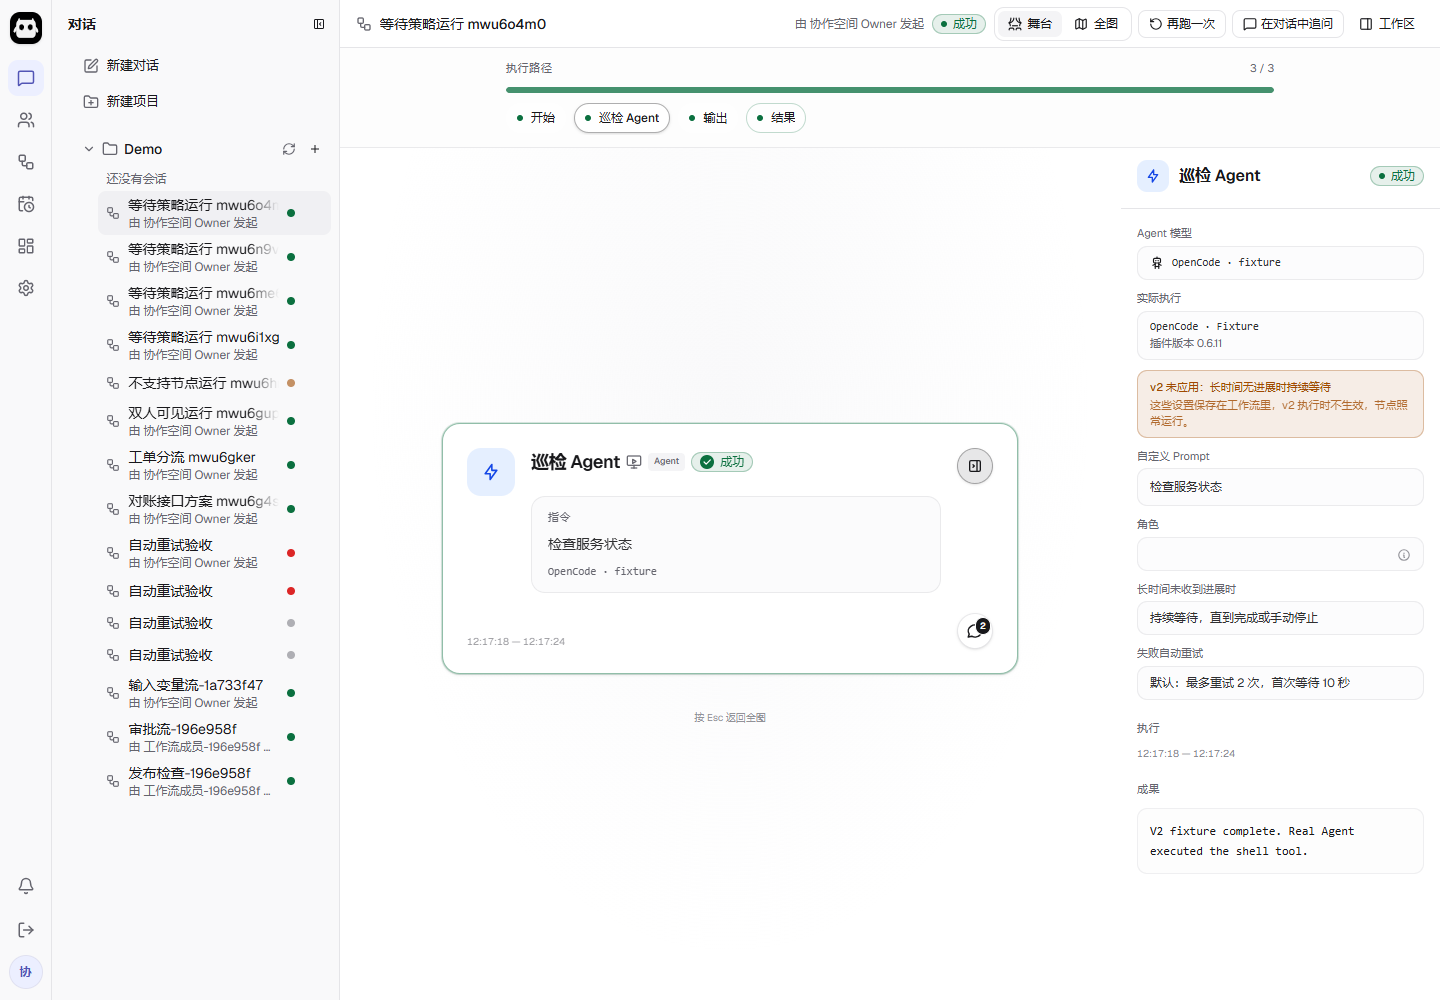 对话
新建对话
新建项目
Demo
还没有会话
等待策略运行 mwu6o4m
由 协作空间 Owner 发起
等待策略运行 mwu6n9
由 协作空间 Owner 发起
等待策略运行 mwu6me
由 协作空间 Owner 发起
等待策略运行 mwu6i1xg
由 协作空间 Owner 发起
不支持节点运行 mwu6h
双人可见运行 mwu6gup
由 协作空间 Owner 发起
工单分流 mwu6gker
由 协作空间 Owner 发起
对账接口方案 mwu6g4s
由 协作空间 Owner 发起
自动重试验收
由 协作空间 Owner 发起
自动重试验收
自动重试验收
自动重试验收
输入变量流-1a733f47
由 协作空间 Owner 发起
审批流-196e958f
由 工作流成员-196e958f ...
发布检查-196e958f
由 工作流成员-196e958f ...
协
等待策略运行 mwu6o4m0
由 协作空间 Owner 发起
成功
舞台
全图
再跑一次
在对话中追问
工作区
执行路径
3 / 3
开始
巡检 Agent
输出
结果
巡检 Agent
Agent
成功
指令
检查服务状态
OpenCode · fixture
12:17:18 — 12:17:24
2
按 Esc 返回全图
巡检 Agent
成功
Agent 模型
OpenCode · fixture
实际执行
OpenCode · Fixture
插件版本 0.6.11
v2 未应用：长时间无进展时持续等待
这些设置保存在工作流里，v2 执行时不生效，节点照
常运行。
自定义 Prompt
检查服务状态
角色
长时间未收到进展时
持续等待，直到完成或手动停止
失败自动重试
默认：最多重试 2 次，首次等待 10 秒
执行
12:17:18 — 12:17:24
成果
V2 fixture complete. Real Agent
executed the shell tool.